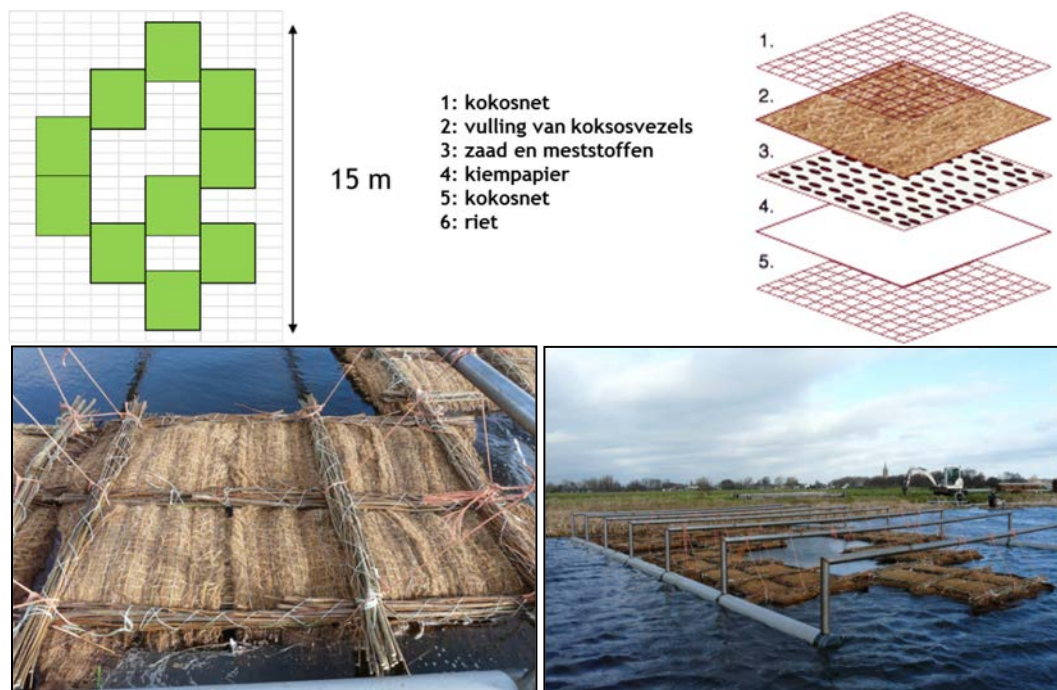 15 m
1: kokosnet
2: vulling van koksosvezels
3: zaad en meststoffen
4: kiempapier
5: kokosnet
6: riet
1.
2.
3.
4.
5.